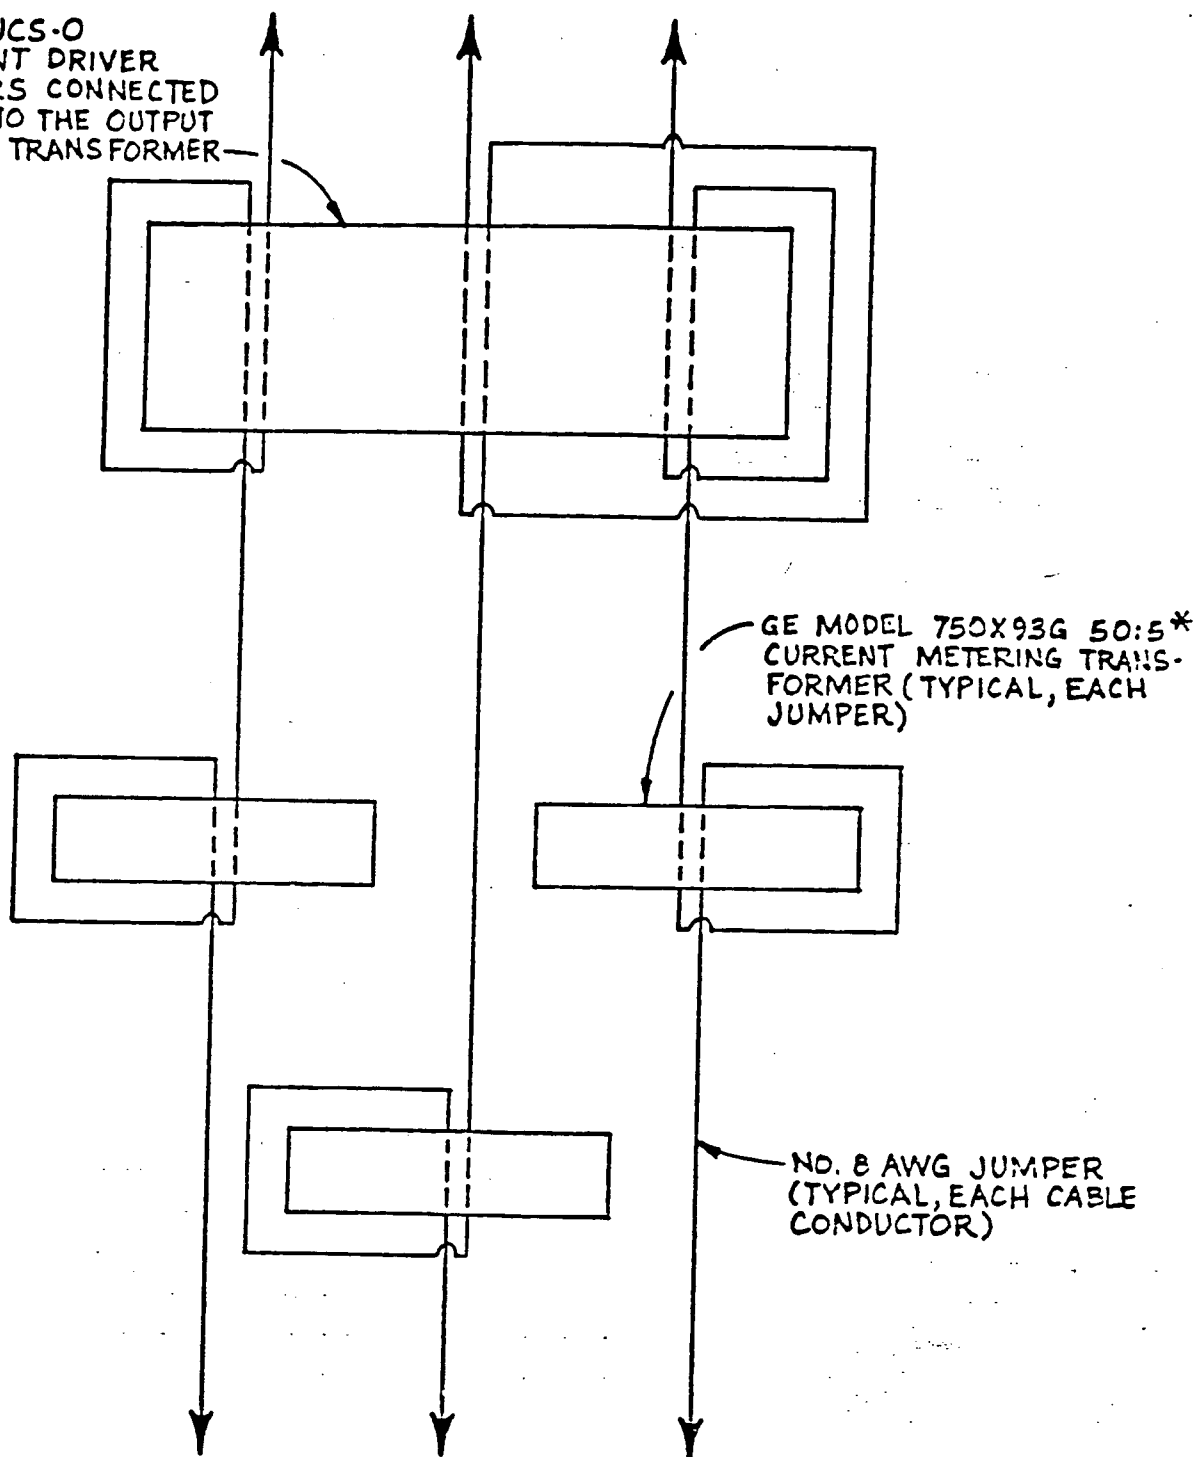 UCS-O
NT DRIVER
RS CONNECTED
TO THE OUTPUT
TRANSFORMER
GE MODEL 750X93G 50:5*
CURRENT METERING TRANS-
FORMER (TYPICAL, EACH
JUMPER)
NO. 8 AWG JUMPER
(TYPICAL, EACH CABLE
CONDUCTOR)